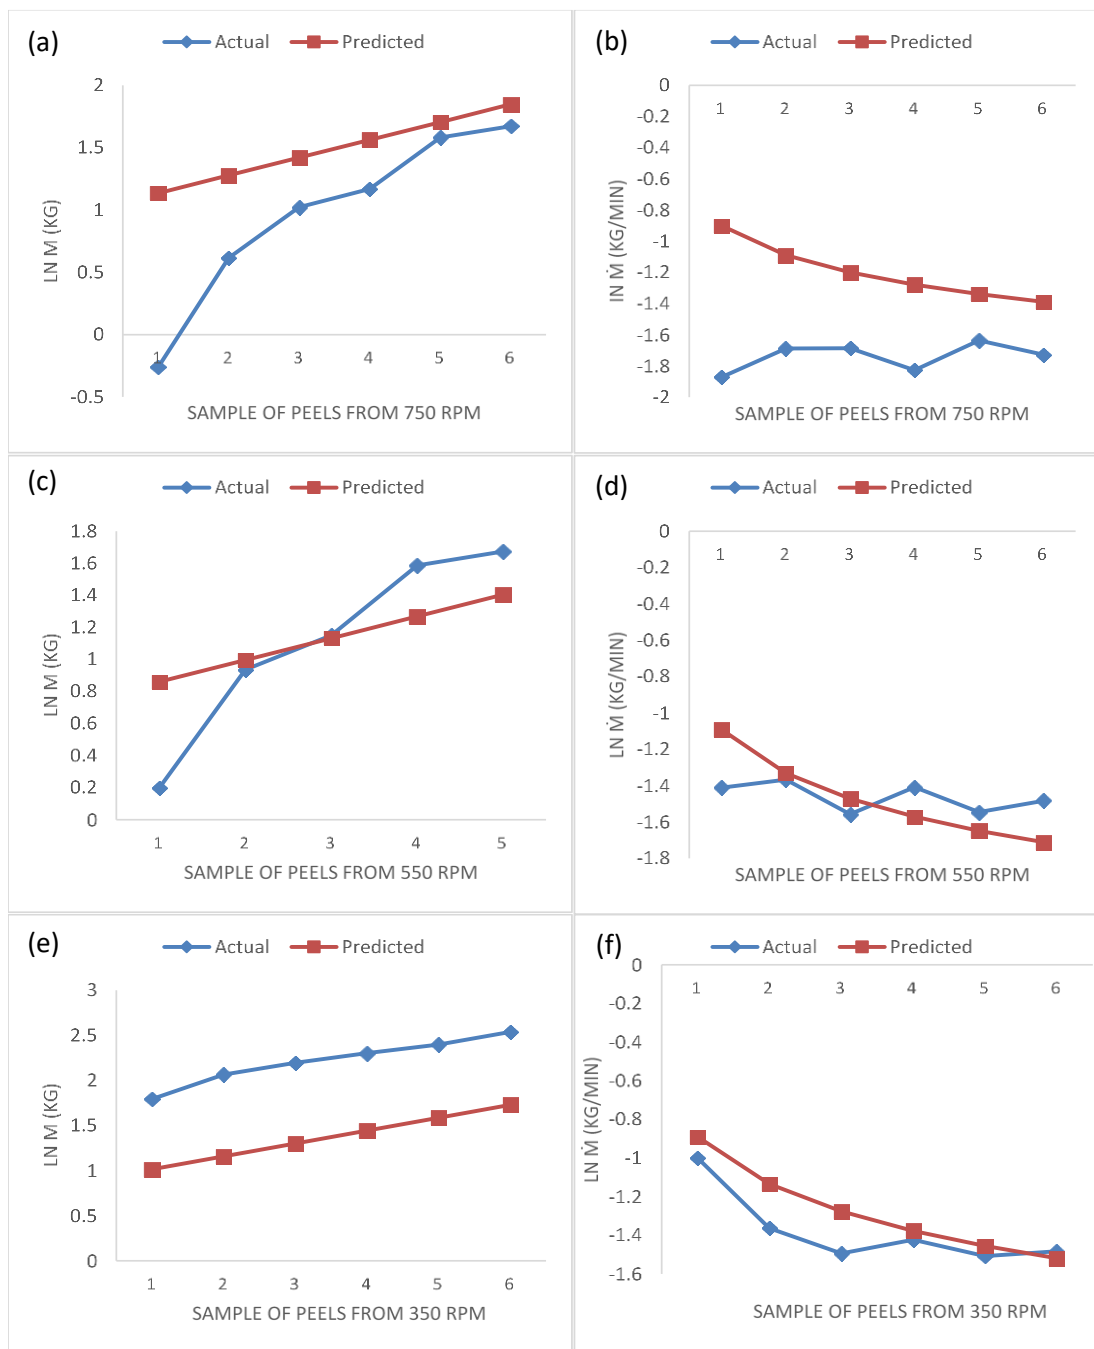 (a)
Actual Predicted
2
1.5
1
0.5
0
-0.5
1 2 3 4 5 6
LN M (KG)
SAMPLE OF PEELS FROM 750 RPM
(b)
Actual Predicted
0
-0.2
-0.4
-0.6
-0.8
-1
-1.2
-1.4
-1.6
-1.8
-2
1 2 3 4 5 6
IN Ṁ (KG/MIN)
SAMPLE OF PEELS FROM 750 RPM
(c)
Actual Predicted
1.8
1.6
1.4
1.2
1
0.8
0.6
0.4
0.2
0
1 2 3 4 5
LN M (KG)
SAMPLE OF PEELS FROM 550 RPM
(d)
Actual Predicted
0
-0.2
-0.4
-0.6
-0.8
-1
-1.2
-1.4
-1.6
-1.8
1 2 3 4 5 6
LN Ṁ (KG/MIN)
SAMPLE OF PEELS FROM 550 RPM
(e)
Actual Predicted
3
2.5
2
1.5
1
0.5
0
1 2 3 4 5 6
LN M (KG)
SAMPLE OF PEELS FROM 350 RPM
(f)
Actual Predicted
0
-0.2
-0.4
-0.6
-0.8
-1
-1.2
-1.4
-1.6
1 2 3 4 5 6
LN Ṁ (KG/MIN)
SAMPLE OF PEELS FROM 350 RPM